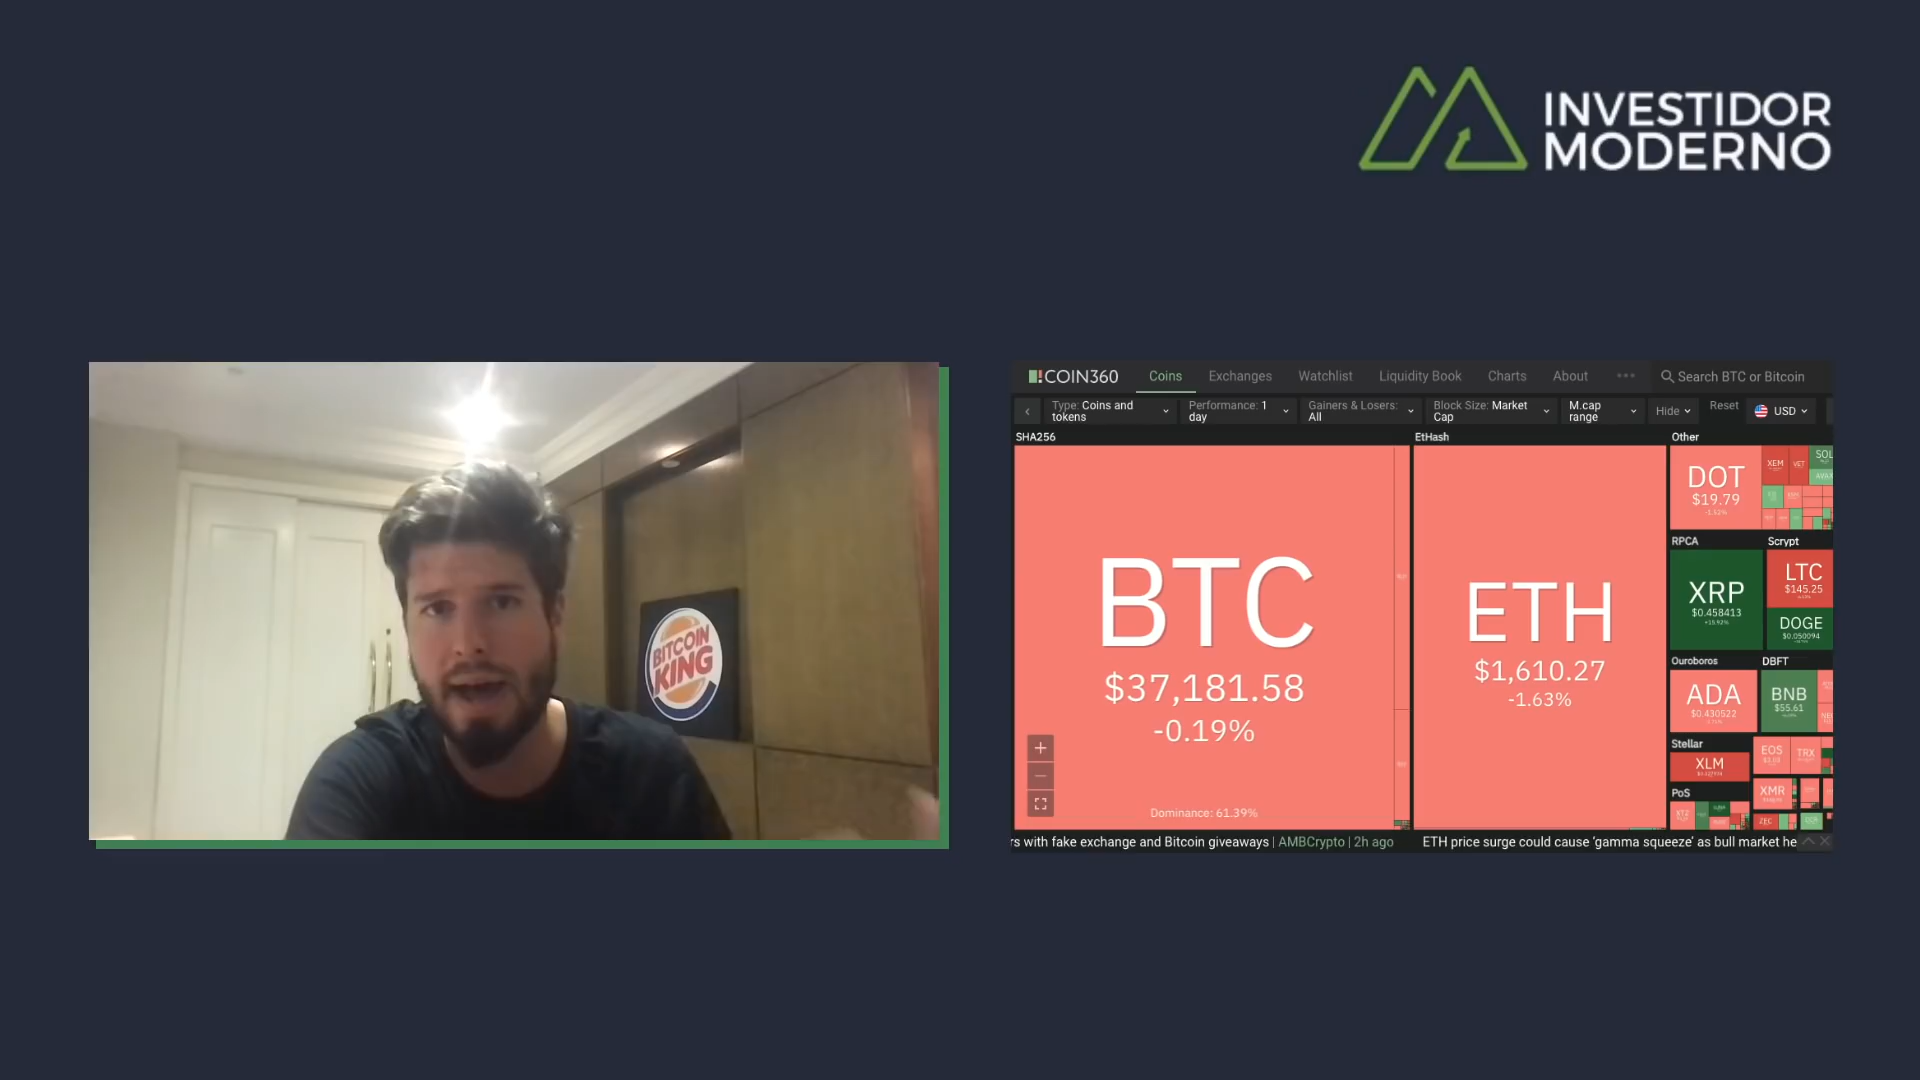 INVESTIDOR
MODERNO
BITCOIN
KING
COIN360
Coins
Exchanges
Watchlist
Liquidity Book
Charts
About
Search BTC or Bitcoin
Type: Coins and
tokens
Performance: 1
day
Gainers & Losers:
All
Block Size: Market
Cap
M.cap
range
Hide
Reset
USD
SHA256
BTC
$37,181.58
-0.19%
Dominance: 61.39%
EtHash
ETH
$1,610.27
-1.63%
Other
DOT
$19.79
XEM
VET
SOL
RPCA
XRP
$0.458413
Scrypt
LTC
$145.25
DOGE
$0.050094
Ouroboros
ADA
$0.430522
DBFT
BNB
$55.61
Stellar
XLM
EOS
TRX
PoS
XMR
XTZ
ZEC
rs with fake exchange and Bitcoin giveaways | AMBCrypto | 2h ago
ETH price surge could cause 'gamma squeeze' as bull market he